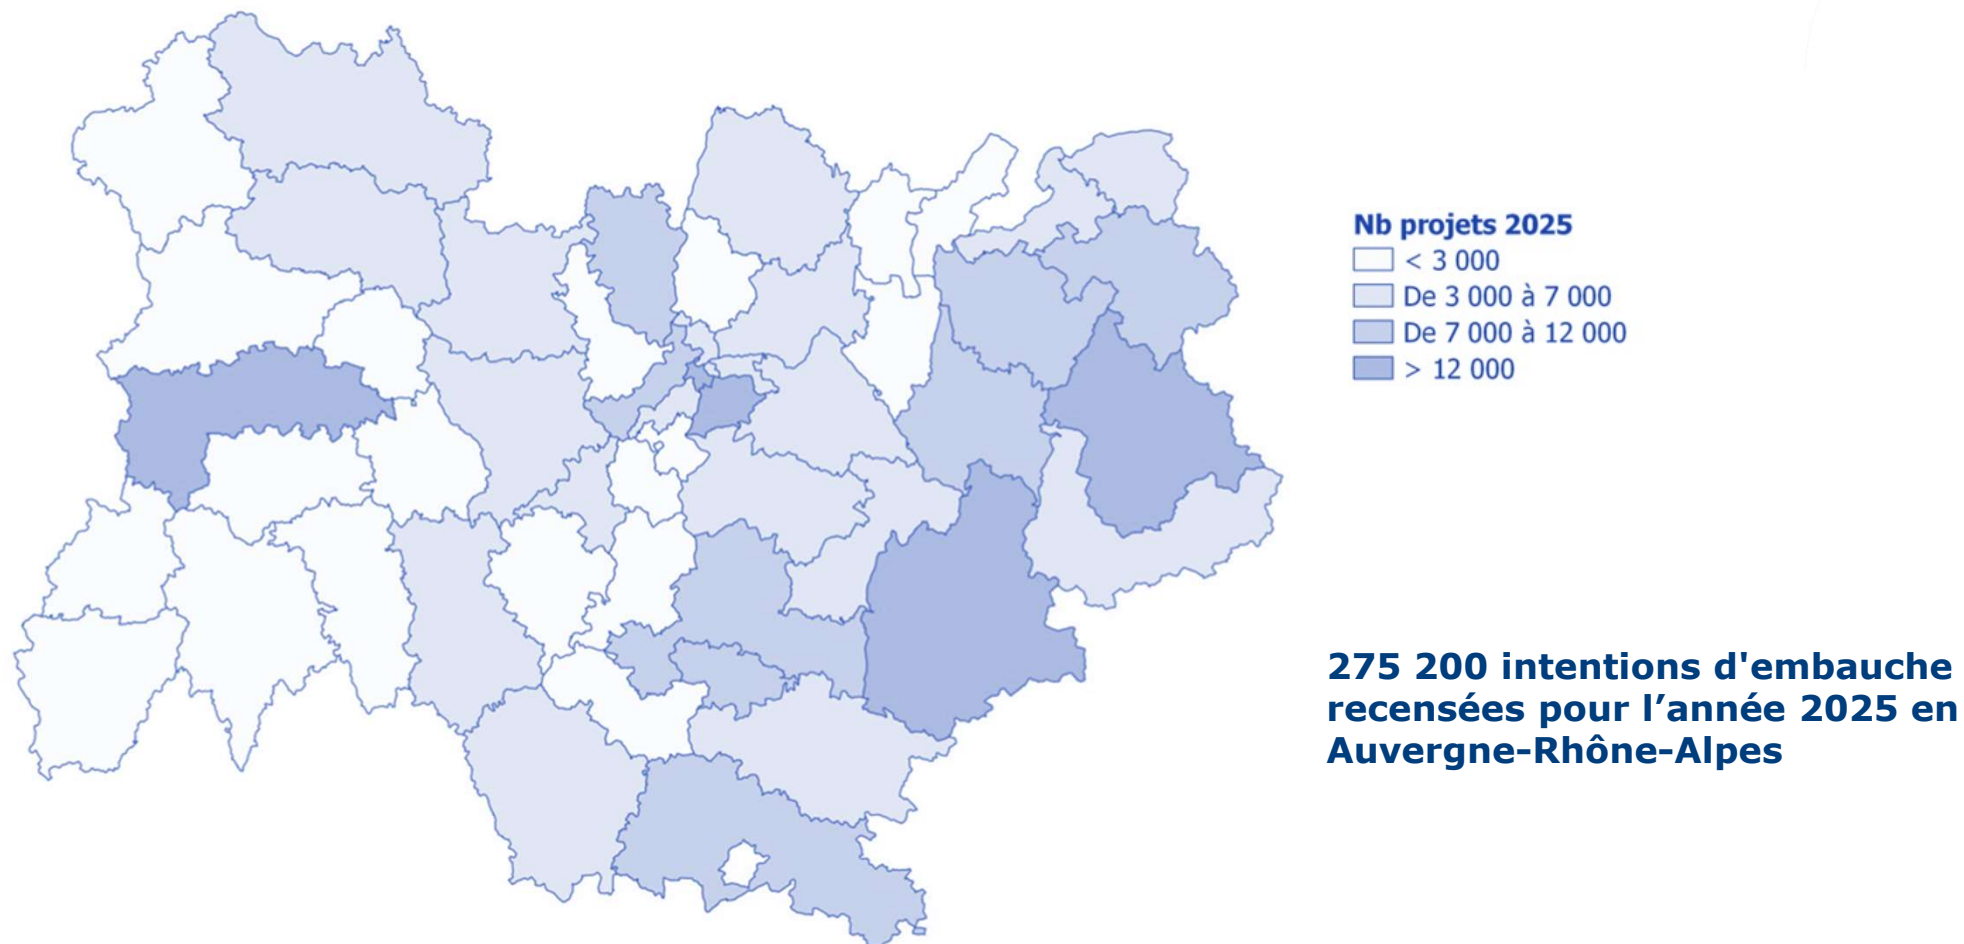 Nb projets 2025
< 3 000
De 3 000 à 7 000
De 7 000 à 12 000
> 12 000
275 200 intentions d'embauche
recensées pour l’année 2025 en
Auvergne-Rhône-Alpes